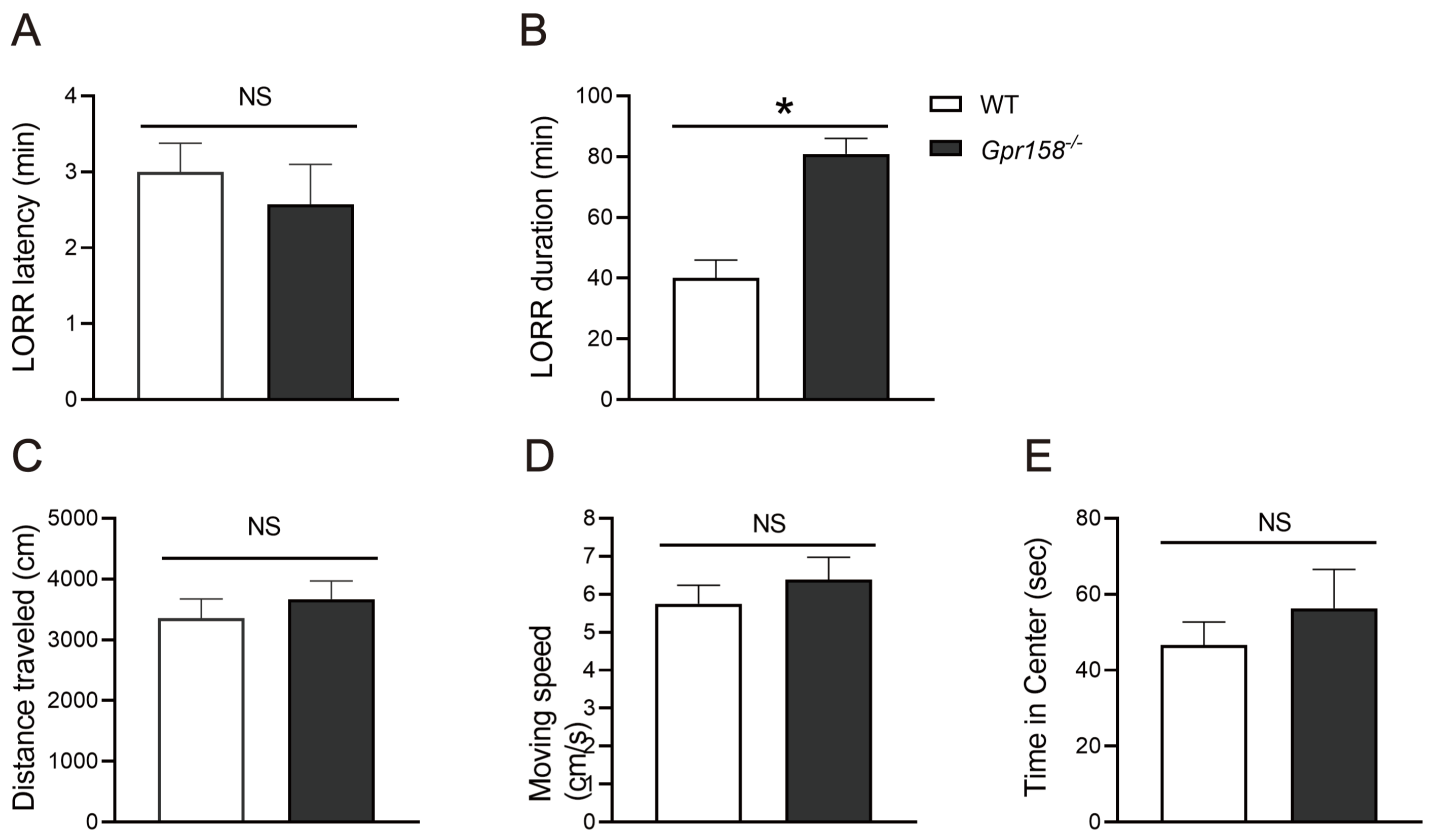 A
LORR latency (min)
4
3
2
1
0
NS
B
LORR duration (min)
100
80
60
40
20
0
*
WT
Gpr158-/-
C
Distance traveled (cm)
5000
4000
3000
2000
1000
0
NS
D
Moving speed
(cm/s)
8
7
6
5
4
3
2
1
0
NS
E
Time in Center (sec)
80
60
40
20
0
NS